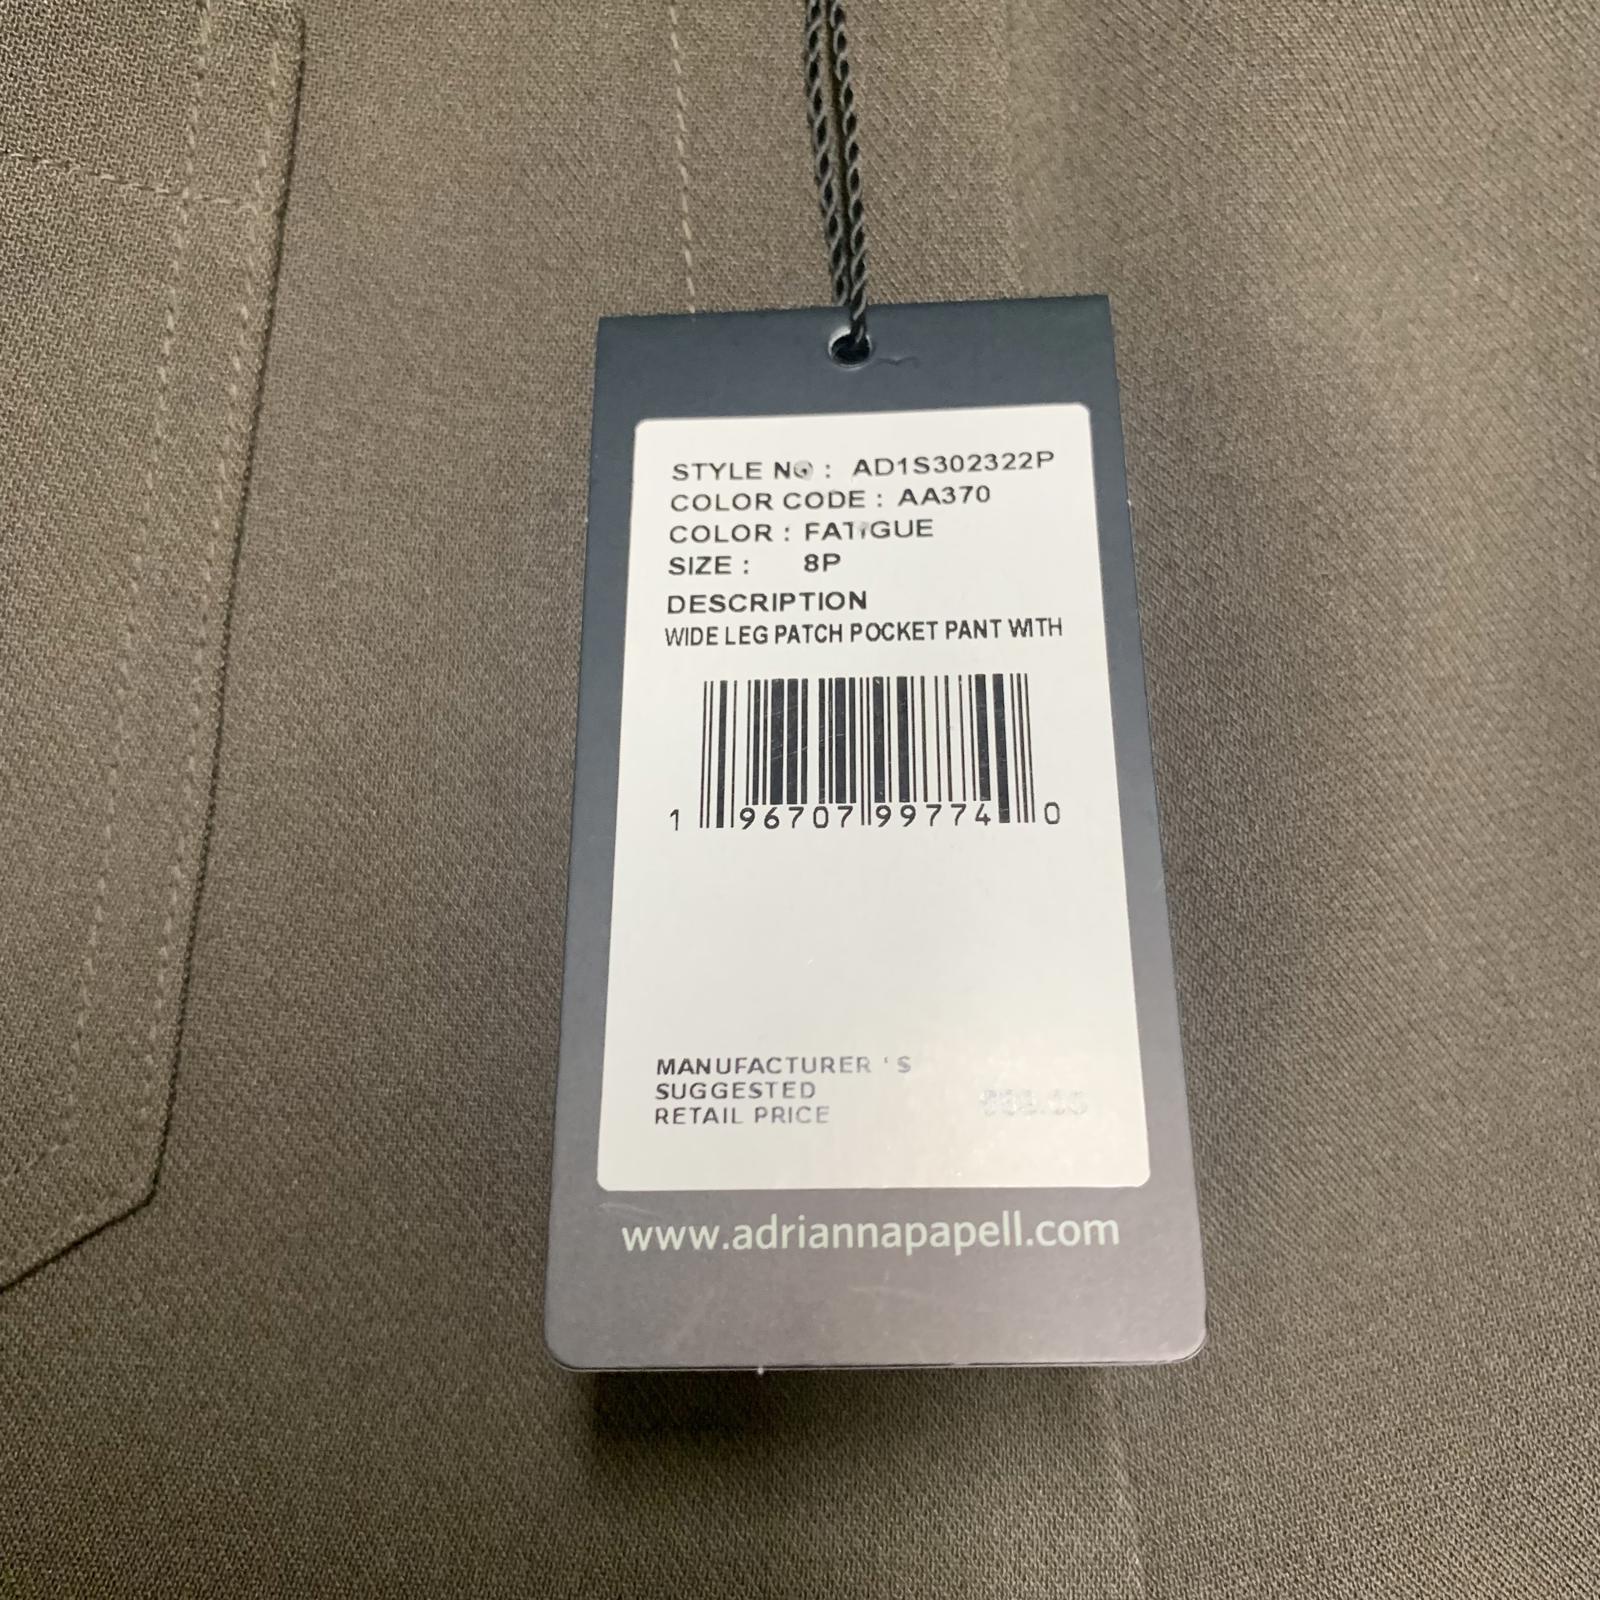 STYLE NO : AD1S302322P
COLOR CODE : AA370
COLOR : FATIGUE
SIZE : 8P
DESCRIPTION
WIDE LEG PATCH POCKET PANT WITH
1 96707 99774 0
MANUFACTURER 'S
SUGGESTED
RETAIL PRICE
www.adriannapapell.com